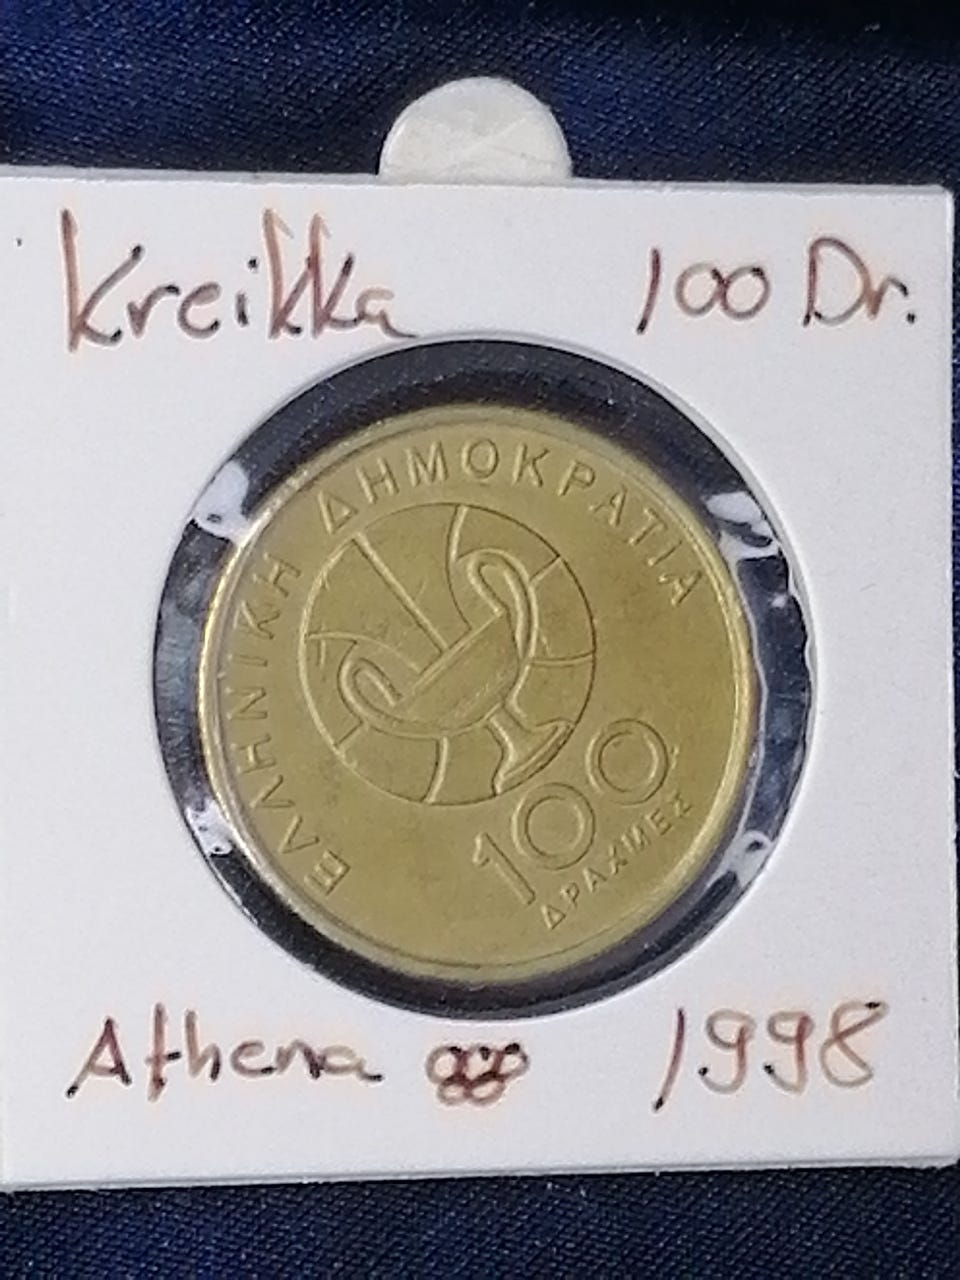 Kreikka 100 Dr.
ΕΛΛΗΝΙΚΗ ΔΗΜΟΚΡΑΤΙΑ
100
ΔΡΑΧΜΕΣ
Athena 1998